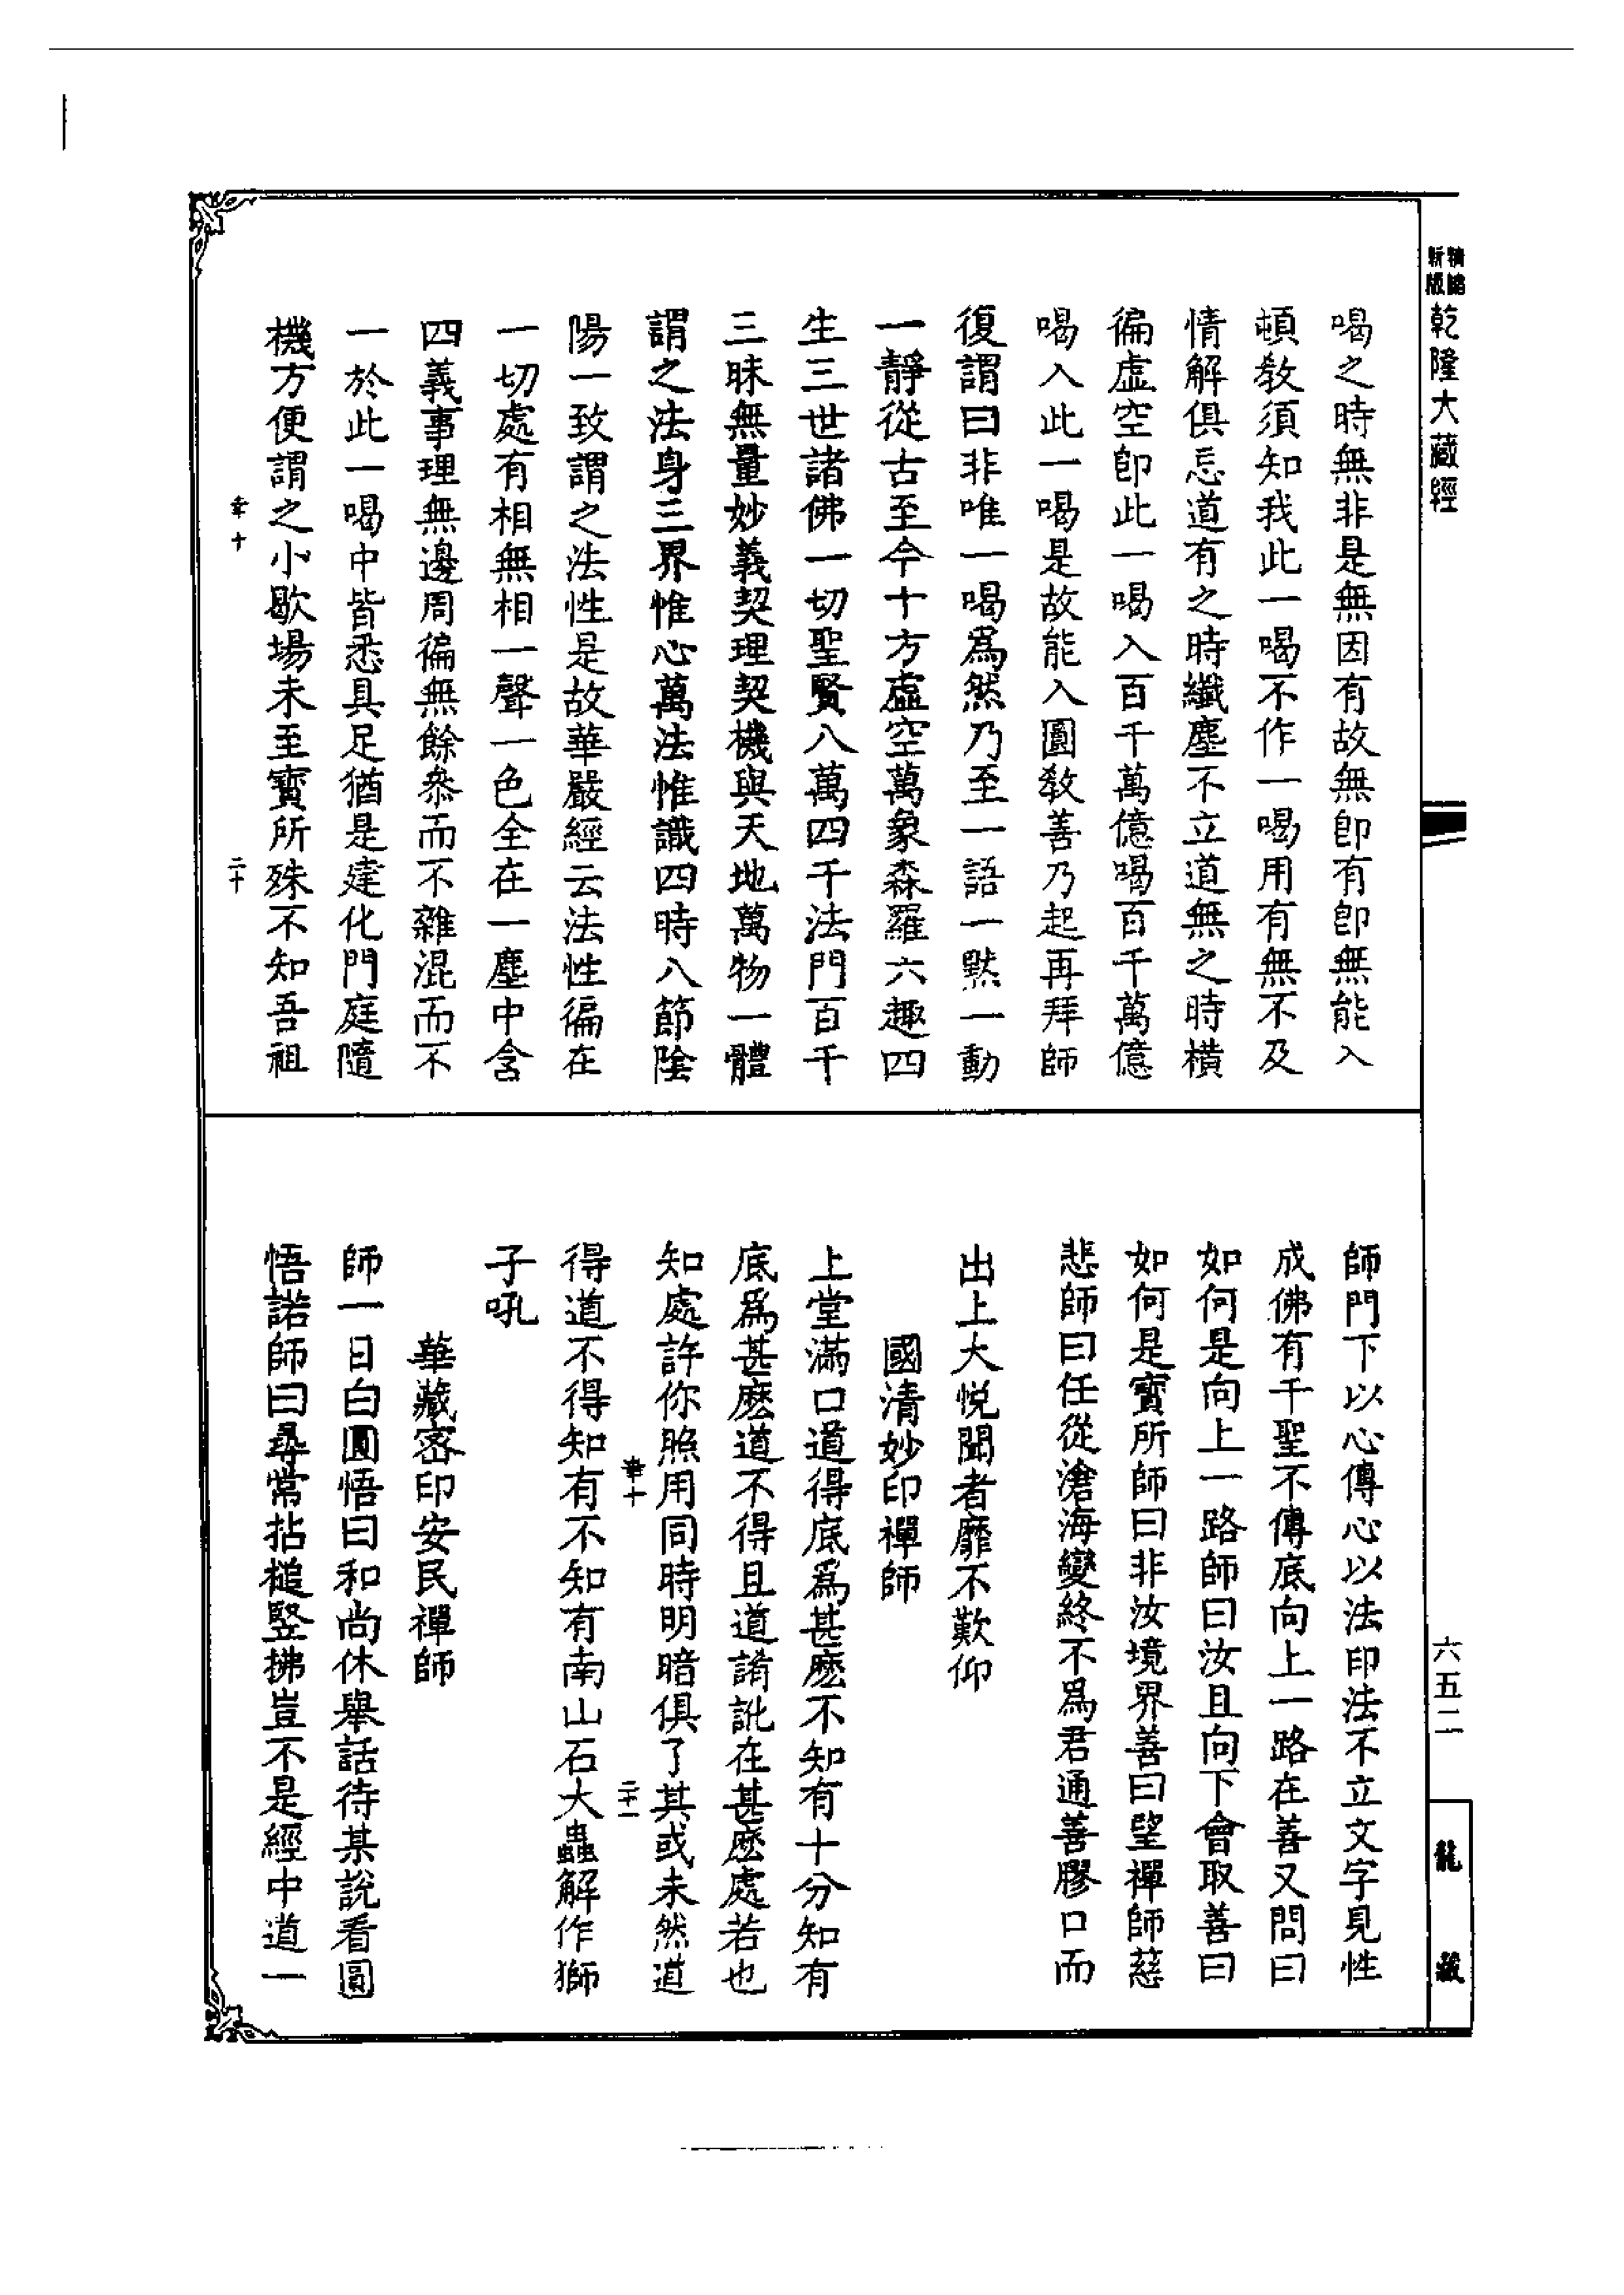 精縮
新版
乾隆大藏經
喝之時無非是無因有故無卽有卽無能入
頓教須知我此一喝不作一喝用有無不及
情解俱忘道有之時纖塵不立道無之時橫
徧虛空卽此一喝入百千萬億喝百千萬億
喝入此一喝是故能入圓教善乃起再拜師
復謂曰非唯一喝爲然乃至一語一默一動
一靜從古至今十方虛空萬象森羅六趣四
生三世諸佛一切聖賢八萬四千法門百千
三昧無量妙義契理契機與天地萬物一體
謂之法身三界惟心萬法惟識四時八節陰
陽一致謂之法性是故華嚴經云法性徧在
一切處有相無相一聲一色全在一塵中含
四義事理無邊周徧無餘叅而不雜混而不
一於此一喝中皆悉具足猶是建化門庭隨
機方便謂之小歇場未至寶所殊不知吾祖
二十
師門下以心傳心以法印法不立文字見性
成佛有千聖不傳底向上一路在善又問曰
如何是向上一路師曰汝且向下會取善曰
如何是寶所師曰非汝境界善曰望禪師慈
悲師曰任從滄海變終不爲君通善膠口而
出上大悦聞者靡不歎仰
國清妙印禪師
上堂滿口道得底爲甚麽不知有十分知有
底爲甚麽道不得且道誵訛在甚麽處若也
知處許你照用同時明暗俱了其或未然道
二十一
得道不得知有不知有南山石大蟲解作獅
子吼
華藏密印安民禪師
師一日白圓悟曰和尚休舉話待某說看圓
悟諾師曰尋常拈槌豎拂豈不是經中道一
六五二
龍藏